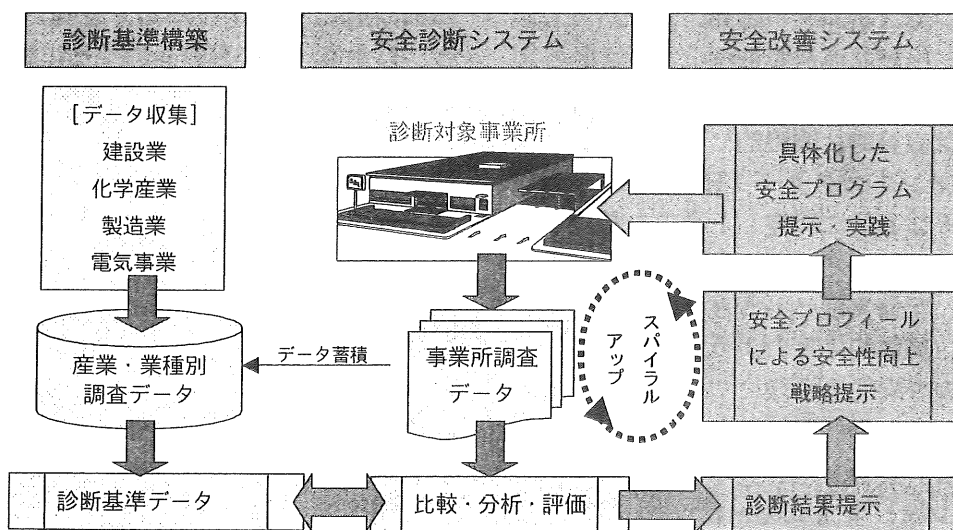 診断基準構築
安全診断システム
安全改善システム
[データ収集]
建設業
化学産業
製造業
電気事業
産業・業種別
調査データ
診断基準データ
診断対象事業所
データ蓄積
事業所調査
データ
比較・分析・評価
スパイラル
アップ
具体化した
安全プログラム
提示・実践
安全プロフィール
による安全性向上
戦略提示
診断結果提示